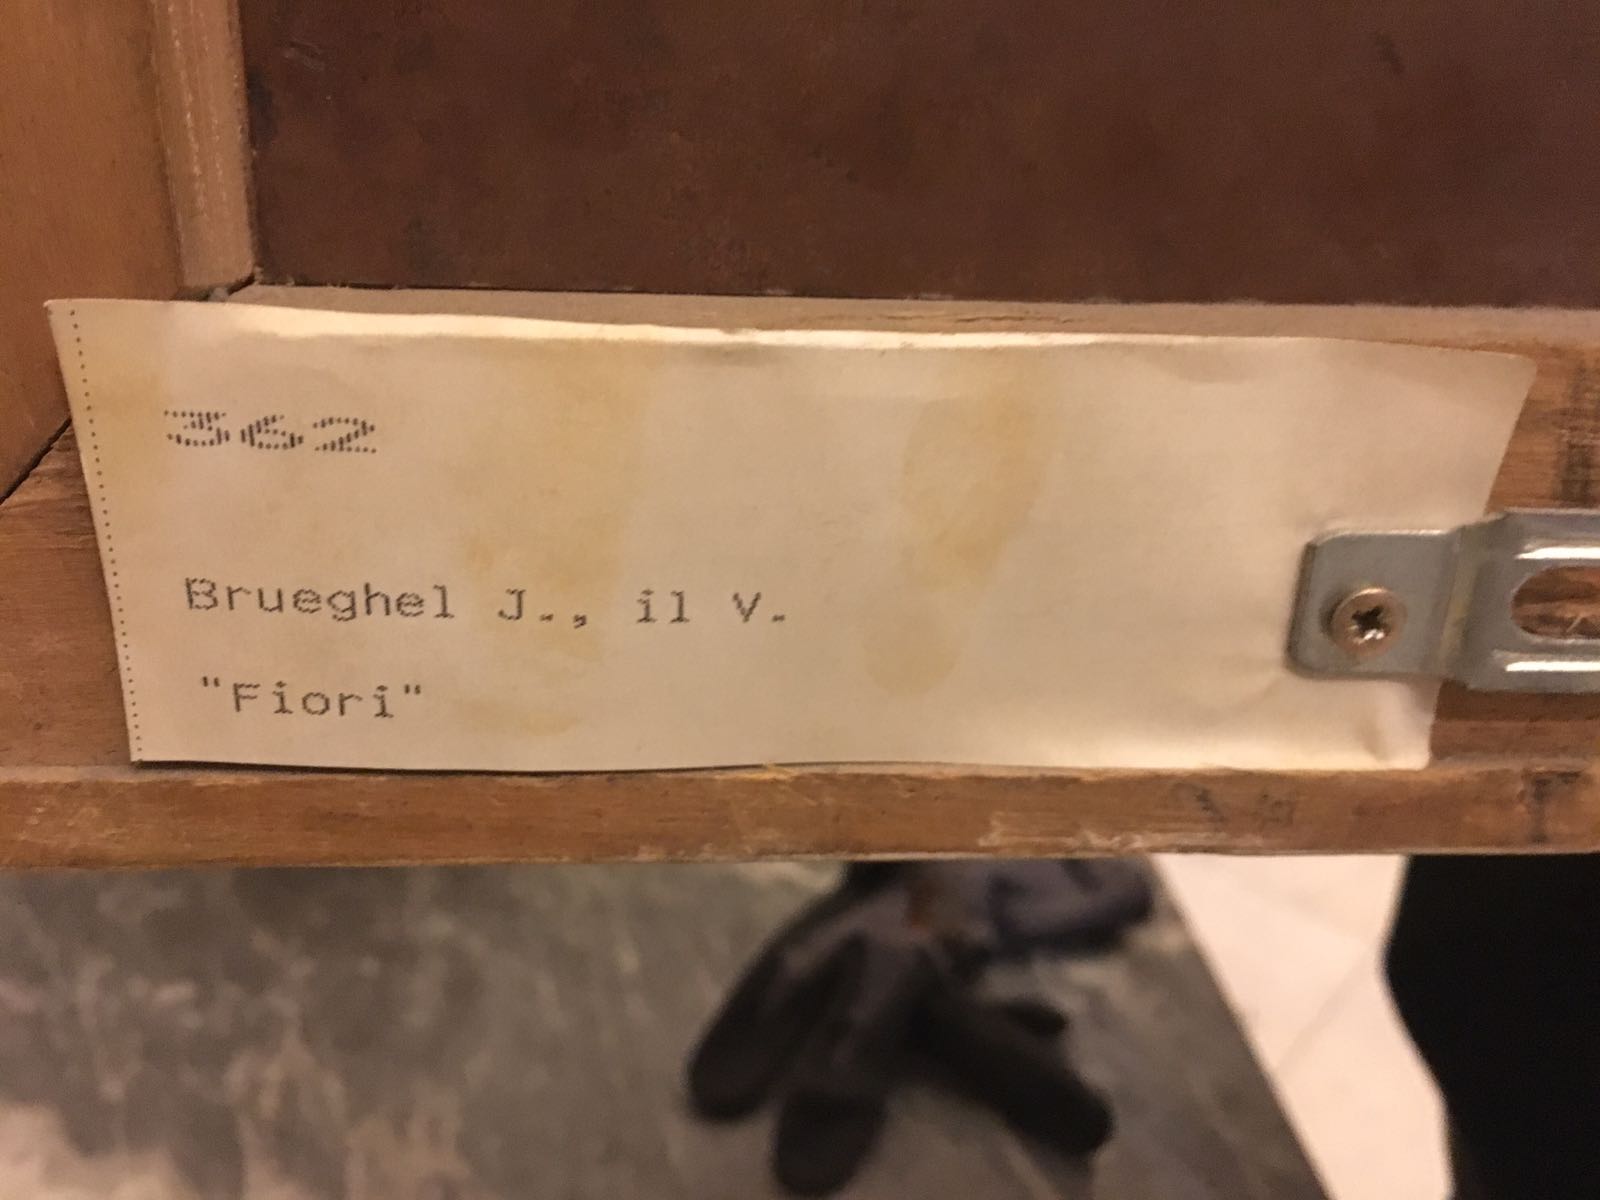 362
Brueghel J., il V.
"Fiori"